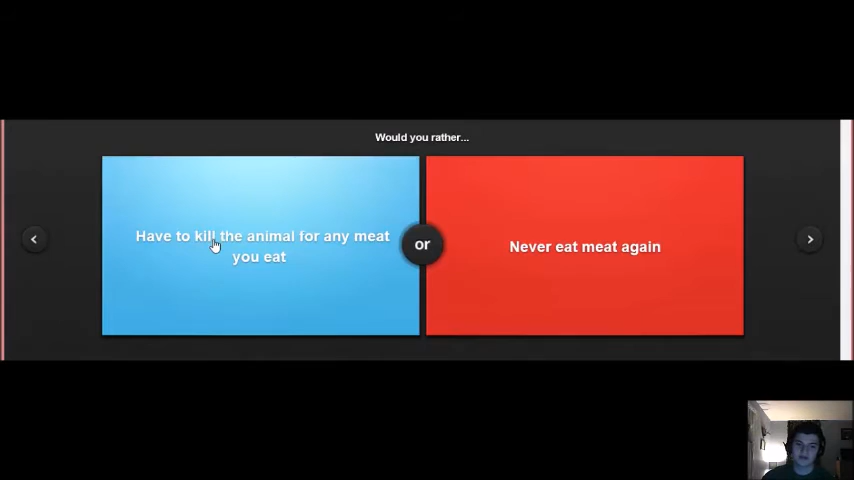 Would you rather...
Have to kill the animal for any meat
you eat
or
Never eat meat again